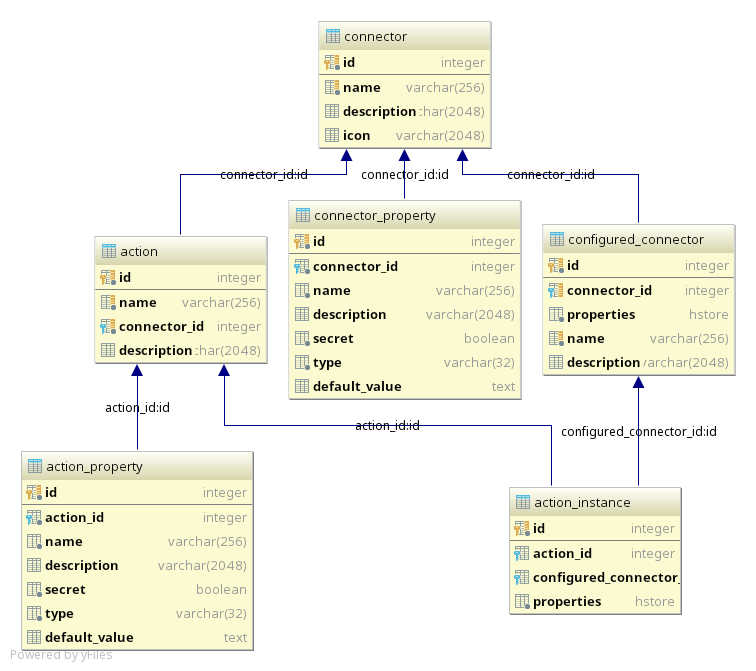 connector
id integer
name varchar(256)
description :har(2048)
icon varchar(2048)
connector_id:id
connector_id:id
connector_id:id
action
id integer
name varchar(256)
connector_id integer
description :har(2048)
connector_property
id integer
connector_id integer
name varchar(256)
description varchar(2048)
secret boolean
type varchar(32)
default_value text
configured_connector
id integer
connector_id integer
properties hstore
name varchar(256)
description varchar(2048)
action_id:id
action_id:id
configured_connector_id:id
action_property
id integer
action_id integer
name varchar(256)
description varchar(2048)
secret boolean
type varchar(32)
default_value text
action_instance
id integer
action_id integer
configured_connector_
properties hstore
Powered by yFiles